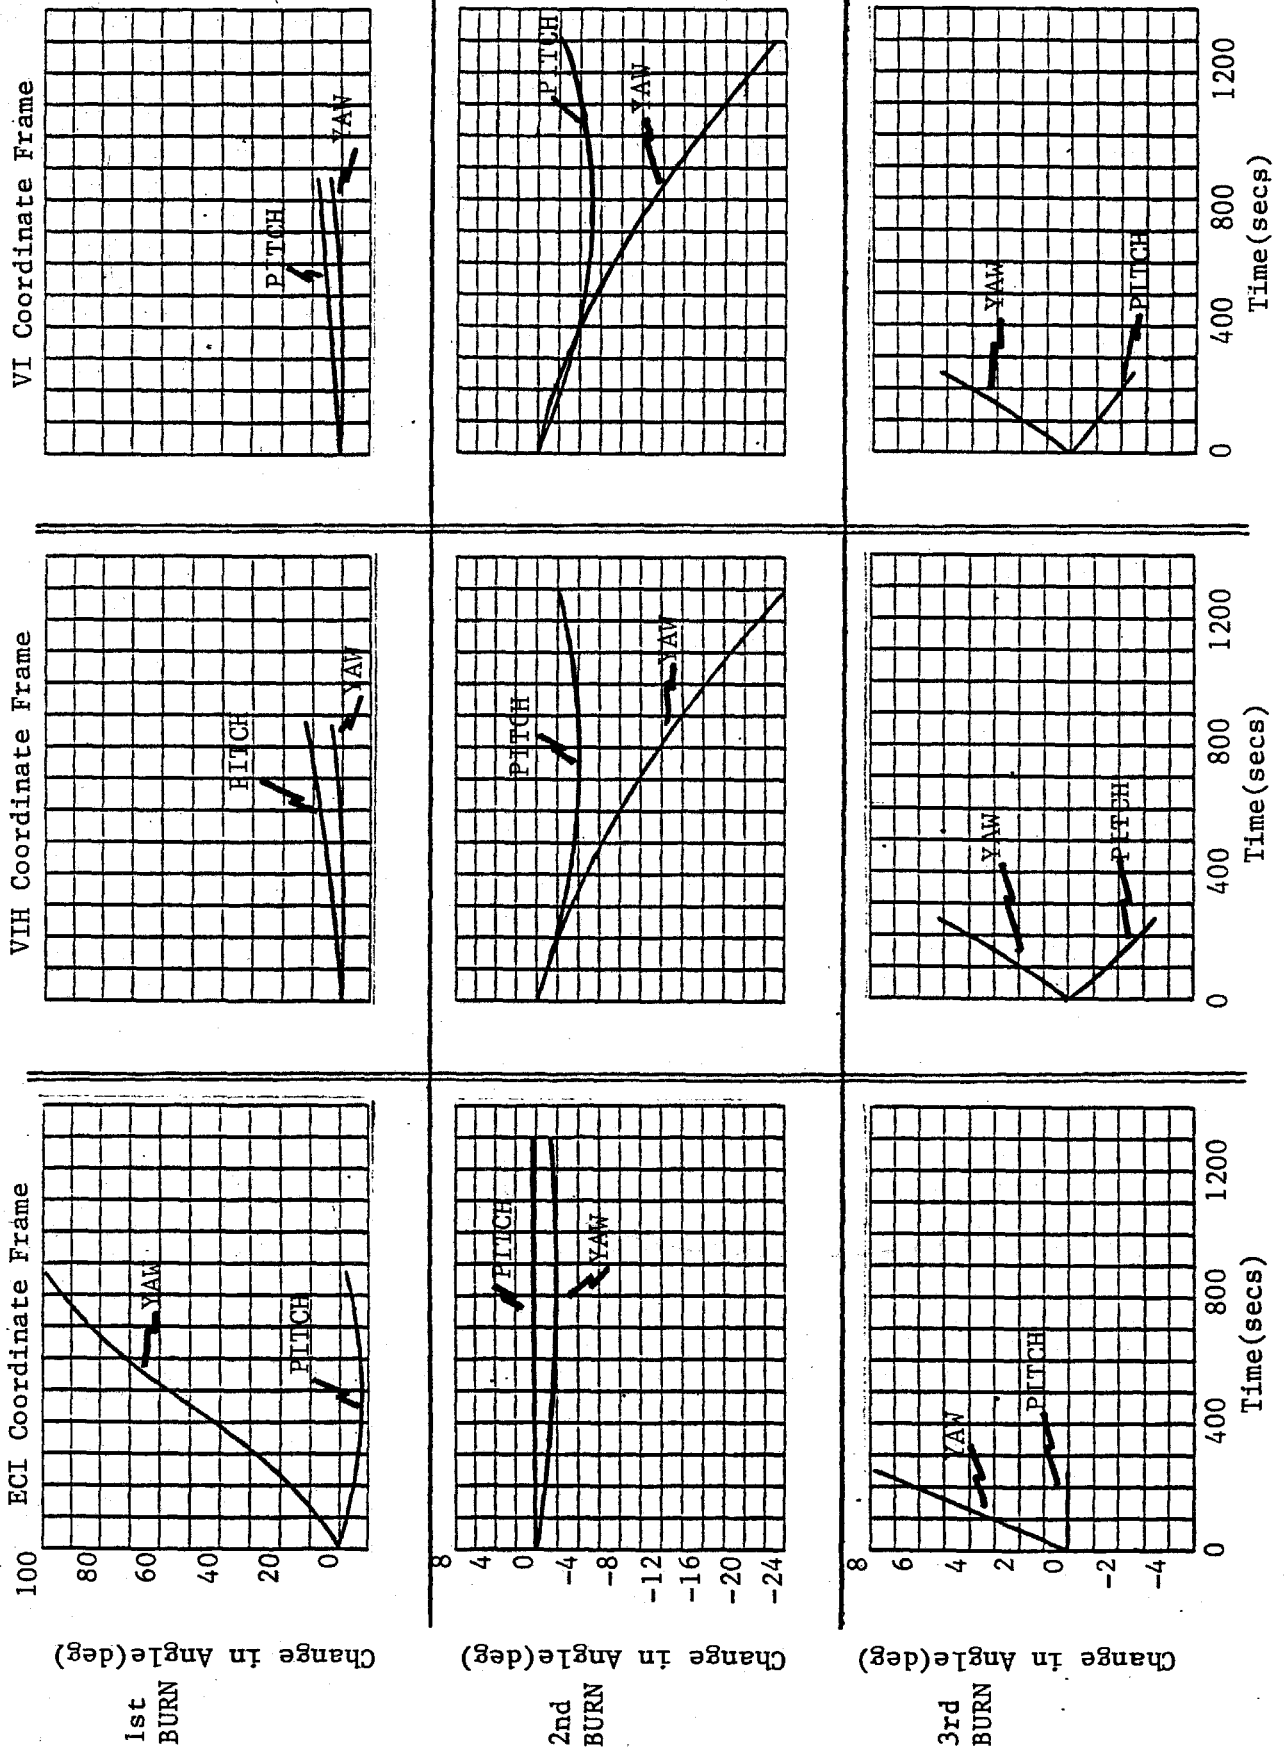 ECI Coordinate Frame
VIH Coordinate Frame
VI Coordinate Frame
1st
BURN
Change in Angle(deg)
100
80
60
40
20
0
YAW
PITCH
PITCH
YAW
PITCH
YAW
2nd
BURN
Change in Angle(deg)
8
4
0
-4
-8
-12
-16
-20
-24
PITCH
YAW
PITCH
YAW
PITCH
YAW
3rd
BURN
Change in Angle(deg)
8
6
4
2
0
-2
-4
YAW
PITCH
YAW
PITCH
YAW
PITCH
0
400
800
1200
0
400
800
1200
0
400
800
1200
Time(secs)
Time(secs)
Time(secs)